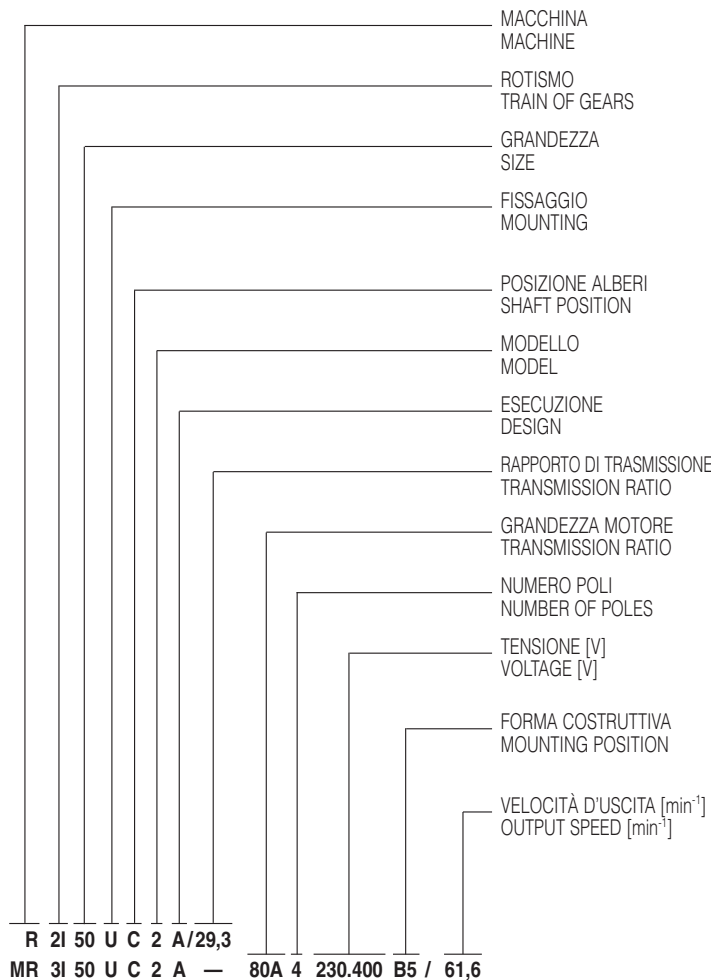 MACCHINA
MACHINE
ROTISMO
TRAIN OF GEARS
GRANDEZZA
SIZE
FISSAGGIO
MOUNTING
POSIZIONE ALBERI
SHAFT POSITION
MODELLO
MODEL
ESECUZIONE
DESIGN
RAPPORTO DI TRASMISSIONE
TRANSMISSION RATIO
GRANDEZZA MOTORE
TRANSMISSION RATIO
NUMERO POLI
NUMBER OF POLES
TENSIONE [V]
VOLTAGE [V]
FORMA COSTRUTTIVA
MOUNTING POSITION
VELOCITÀ D'USCITA [min⁻¹]
OUTPUT SPEED [min⁻¹]
R 2I 50 U C 2 A/29,3
MR 3I 50 U C 2 A — 80A 4 230.400 B5 / 61,6